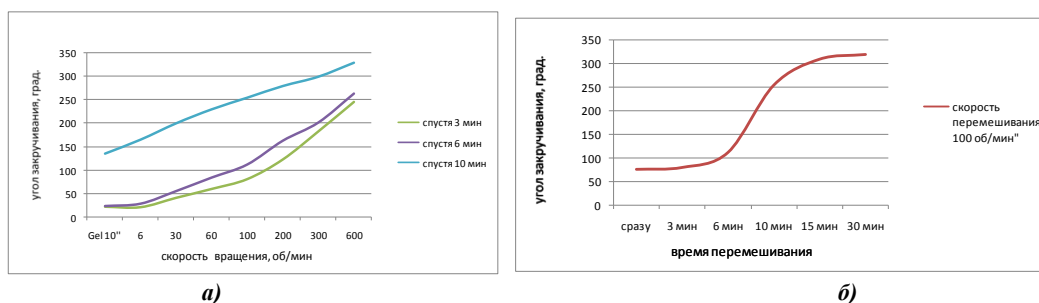 350
300
250
200
150
100
50
0
угол закручивания, град.
Gel 10'' 6 30 60 100 200 300 600
скорость вращения, об/мин
спустя 3 мин
спустя 6 мин
спустя 10 мин
а)
350
300
250
200
150
100
50
0
угол закручивания, град.
сразу 3 мин 6 мин 10 мин 15 мин 30 мин
время перемешивания
скорость
перемешивания
100 об/мин"
б)